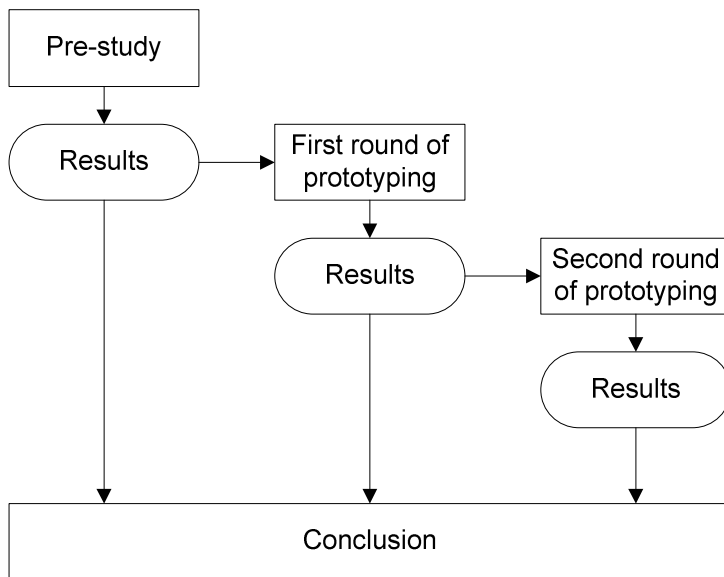 Pre-study
Results
First round of
prototyping
Results
Second round
of prototyping
Results
Conclusion